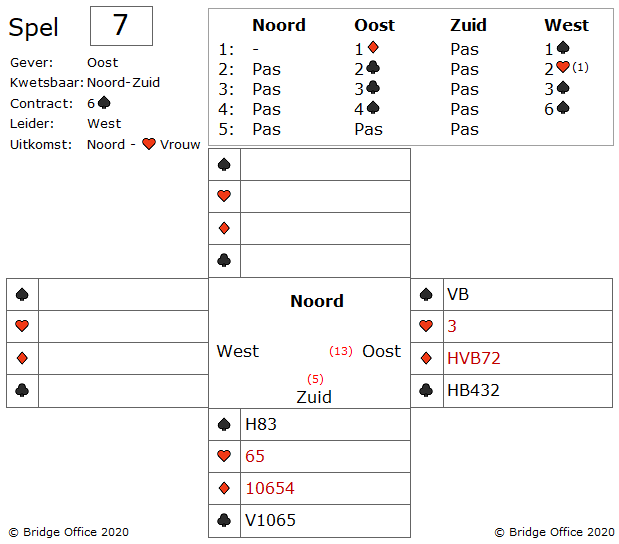 Spel 7
Gever: Oost
Kwetsbaar: Noord-Zuid
Contract: 6♠
Leider: West
Uitkomst: Noord - ♥ Vrouw
Noord Oost Zuid West
1: - 1♦ Pas 1♠
2: Pas 2♣ Pas 2♥(1)
3: Pas 3♣ Pas 3♠
4: Pas 4♠ Pas 6♠
5: Pas Pas Pas
♠
♥
♦
♣
♠
♥
♦
♣
Noord
West (13) Oost
(5)
Zuid
♠ VB
♥ 3
♦ HVB72
♣ HB432
♠ H83
♥ 65
♦ 10654
♣ V1065
© Bridge Office 2020
© Bridge Office 2020